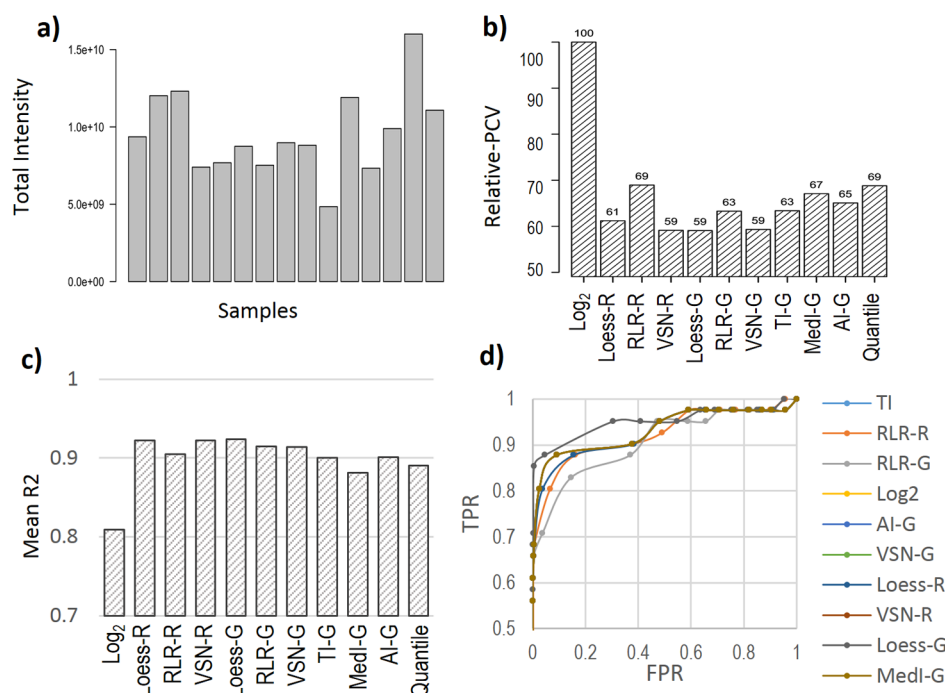 a)
Total Intensity
1.5e+10
1.0e+10
5.0e+09
0.0e+00
Samples
b)
Relative-PCV
100
90
80
70
60
50
100
61
69
59
59
63
59
63
67
65
69
Log2
Loess-R
RLR-R
VSN-R
Loess-G
RLR-G
VSN-G
TI-G
MedI-G
AI-G
Quantile
c)
Mean R2
1
0.9
0.8
0.7
Log2
Loess-R
RLR-R
VSN-R
Loess-G
RLR-G
VSN-G
TI-G
MedI-G
AI-G
Quantile
d)
TPR
1
0.9
0.8
0.7
0.6
0.5
0
0.2
0.4
0.6
0.8
1
FPR
TI
RLR-R
RLR-G
Log2
AI-G
VSN-G
Loess-R
VSN-R
Loess-G
MedI-G